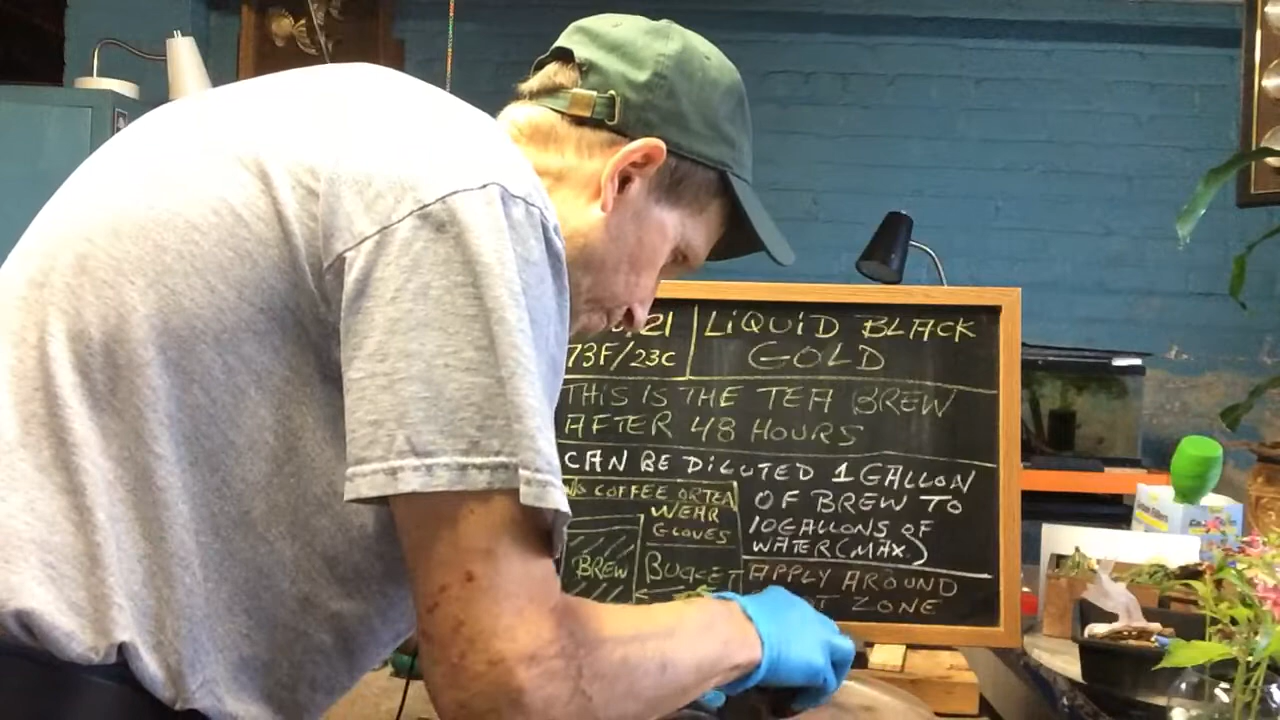 21
73F/23C
LIQUID BLACK
GOLD
THIS IS THE TEA BREW
AFTER 48 HOURS
CAN BE DILUTED 1 GALLON
OF BREW TO
10 GALLONS OF
WATER (MAX.)
COFFEE OR TEA
WEAR
GLOVES
BREW
BUCKET
APPLY AROUND
ZONE